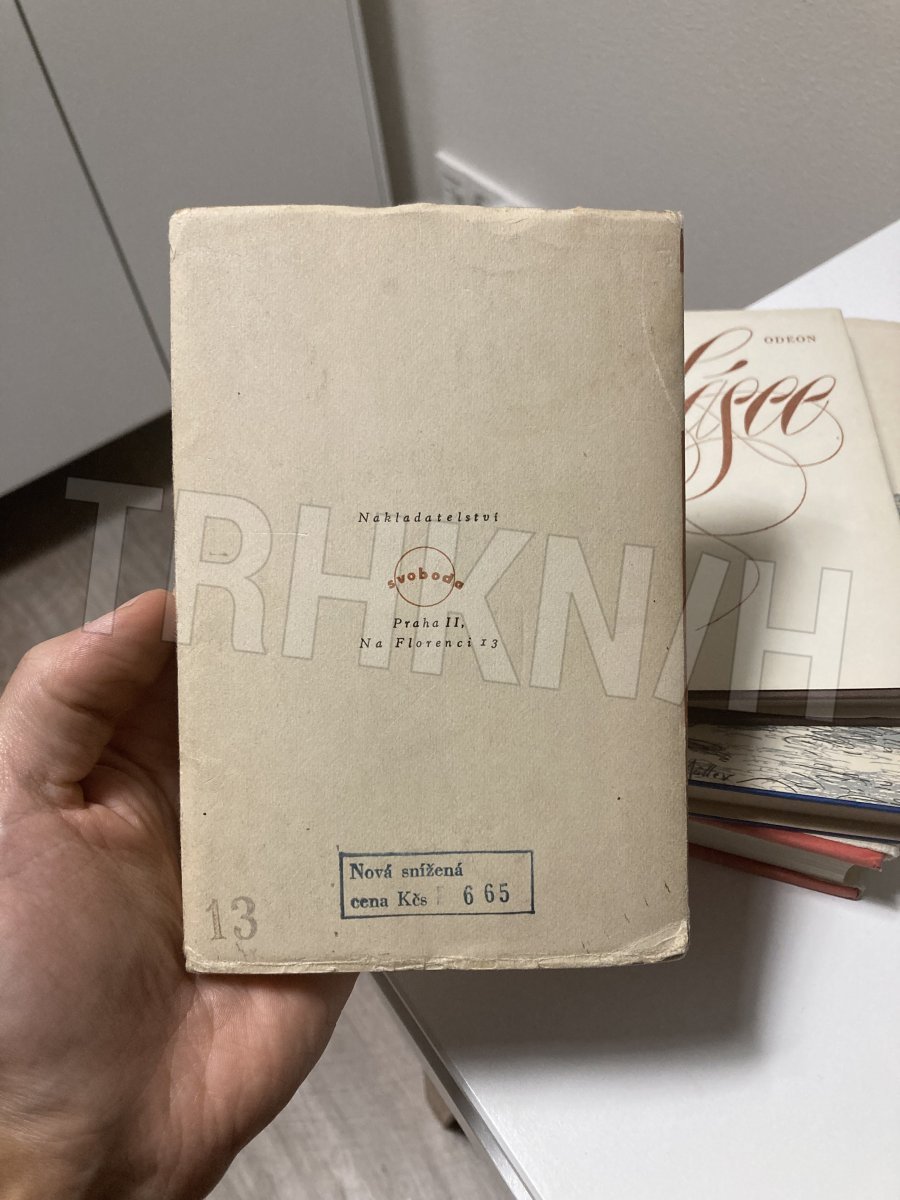 ODEON
Nakladatelství
svoboda
Praha II,
Na Florenci 13
TRHKNIH
Nová snížená
cena Kčs 6 65
13